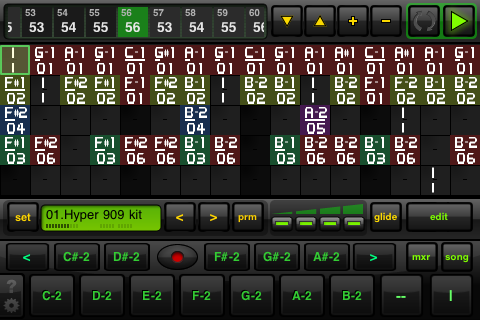 53 54 55 56 57 58 59 60
5 53 54 55 56 53 54 55 56
| G-1 A-1 G-1 C-1 G#1 A-1 G-1 C-1 G-1 A-1 A#1 C-1 A#1 A-1 G-1
01 01 01 01 01 01 01 01 01 01 01 01 01 01 01
F#1 | F#2 F#1 F-1 F#2 B-1 | B-2 B-1 | B-2 F-1 F-2 B-1 B-2
02 | 02 02 01 02 02 | 02 02 | 02 01 02 02 02
F#2 B-2 A-2 |
04 04 05 |
F#1 F#2 - F#1 F#2 F#2 B-1 B-2 - B-1 B-2 B-2 B-1 B-2 - B-2
03 06 03 06 06 03 06 03 06 06 03 06 06
|
|
set 01.Hyper 909 kit < > prm glide edit
< C#-2 D#-2 F#-2 G#-2 A#-2 > mxr song
? C-2 D-2 E-2 F-2 G-2 A-2 B-2 -- |